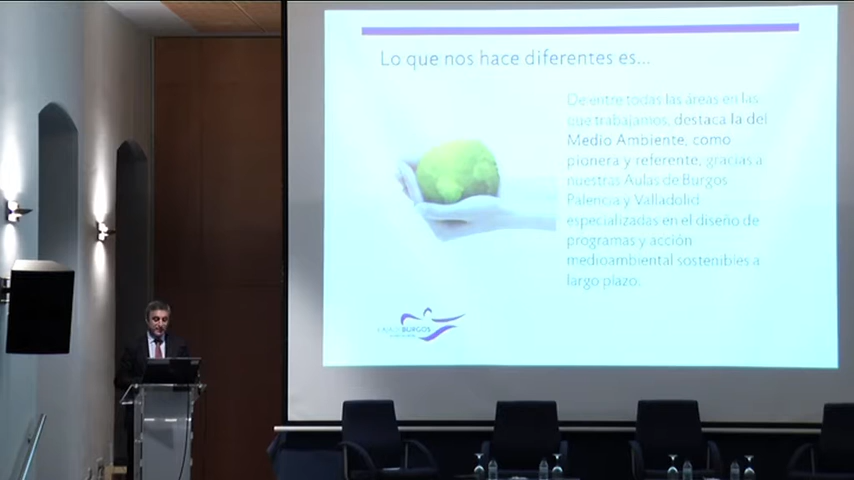 Lo que nos hace diferentes es...
De entre todas las áreas en las
que trabajamos, destaca la del
Medio Ambiente, como
pionera y referente, gracias a
nuestras Aulas de Burgos
Palencia y Valladolid
especializadas en el diseño de
programas y acción
medioambiental sostenibles a
largo plazo.
BURGOS